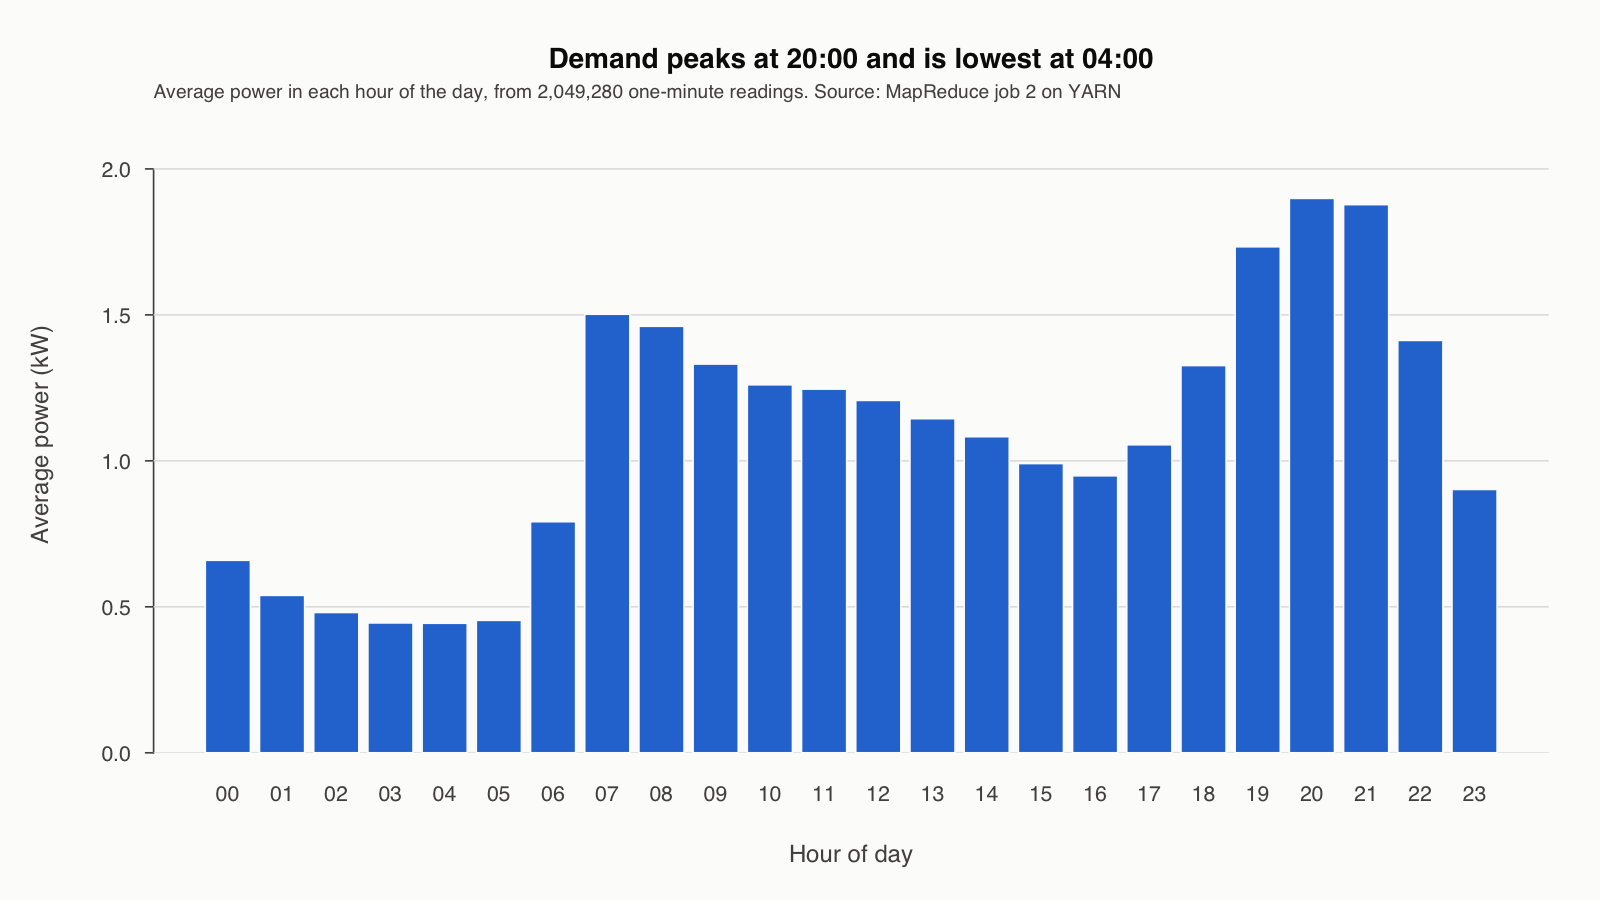 Demand peaks at 20:00 and is lowest at 04:00
Average power in each hour of the day, from 2,049,280 one-minute readings. Source: MapReduce job 2 on YARN
2.0
1.5
1.0
0.5
0.0
Average power (kW)
00 01 02 03 04 05 06 07 08 09 10 11 12 13 14 15 16 17 18 19 20 21 22 23
Hour of day